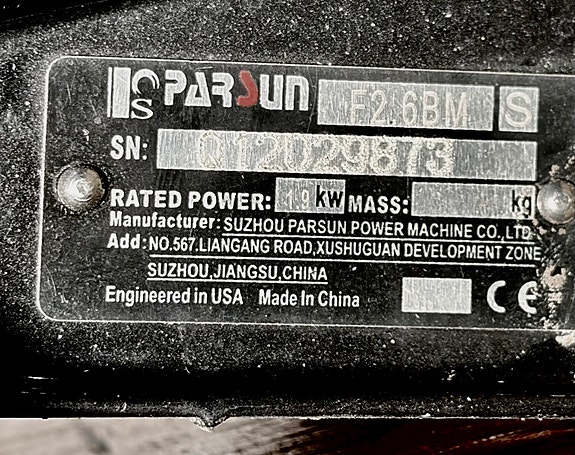 PARSUN F2.6BM S
SN: Q12029873
RATED POWER: 1.9 kw MASS: kg
Manufacturer: SUZHOU PARSUN POWER MACHINE CO., LTD
Add: NO.567.LIANGANG ROAD,XUSHUGUAN DEVELOPMENT ZONE
SUZHOU,JIANGSU,CHINA
Engineered in USA Made In China CE